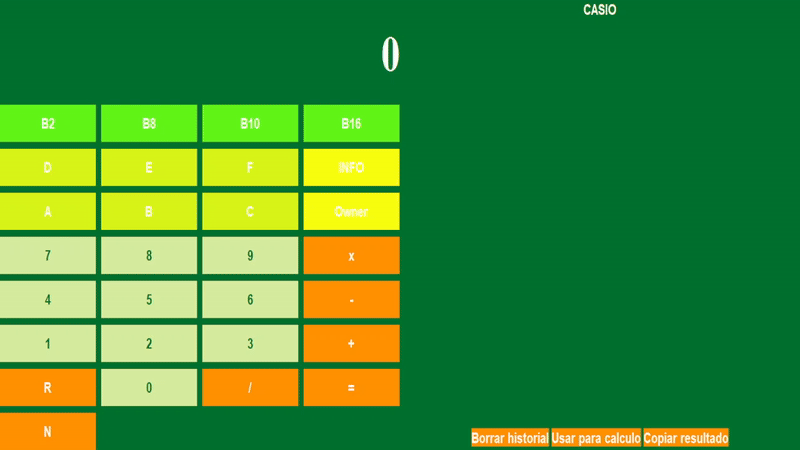 CASIO
0
B2 B8 B10 B16
D E F INFO
A B C Owner
7 8 9 x
4 5 6 -
1 2 3 +
R 0 / =
N
Borrar historial Usar para calculo Copiar resultado